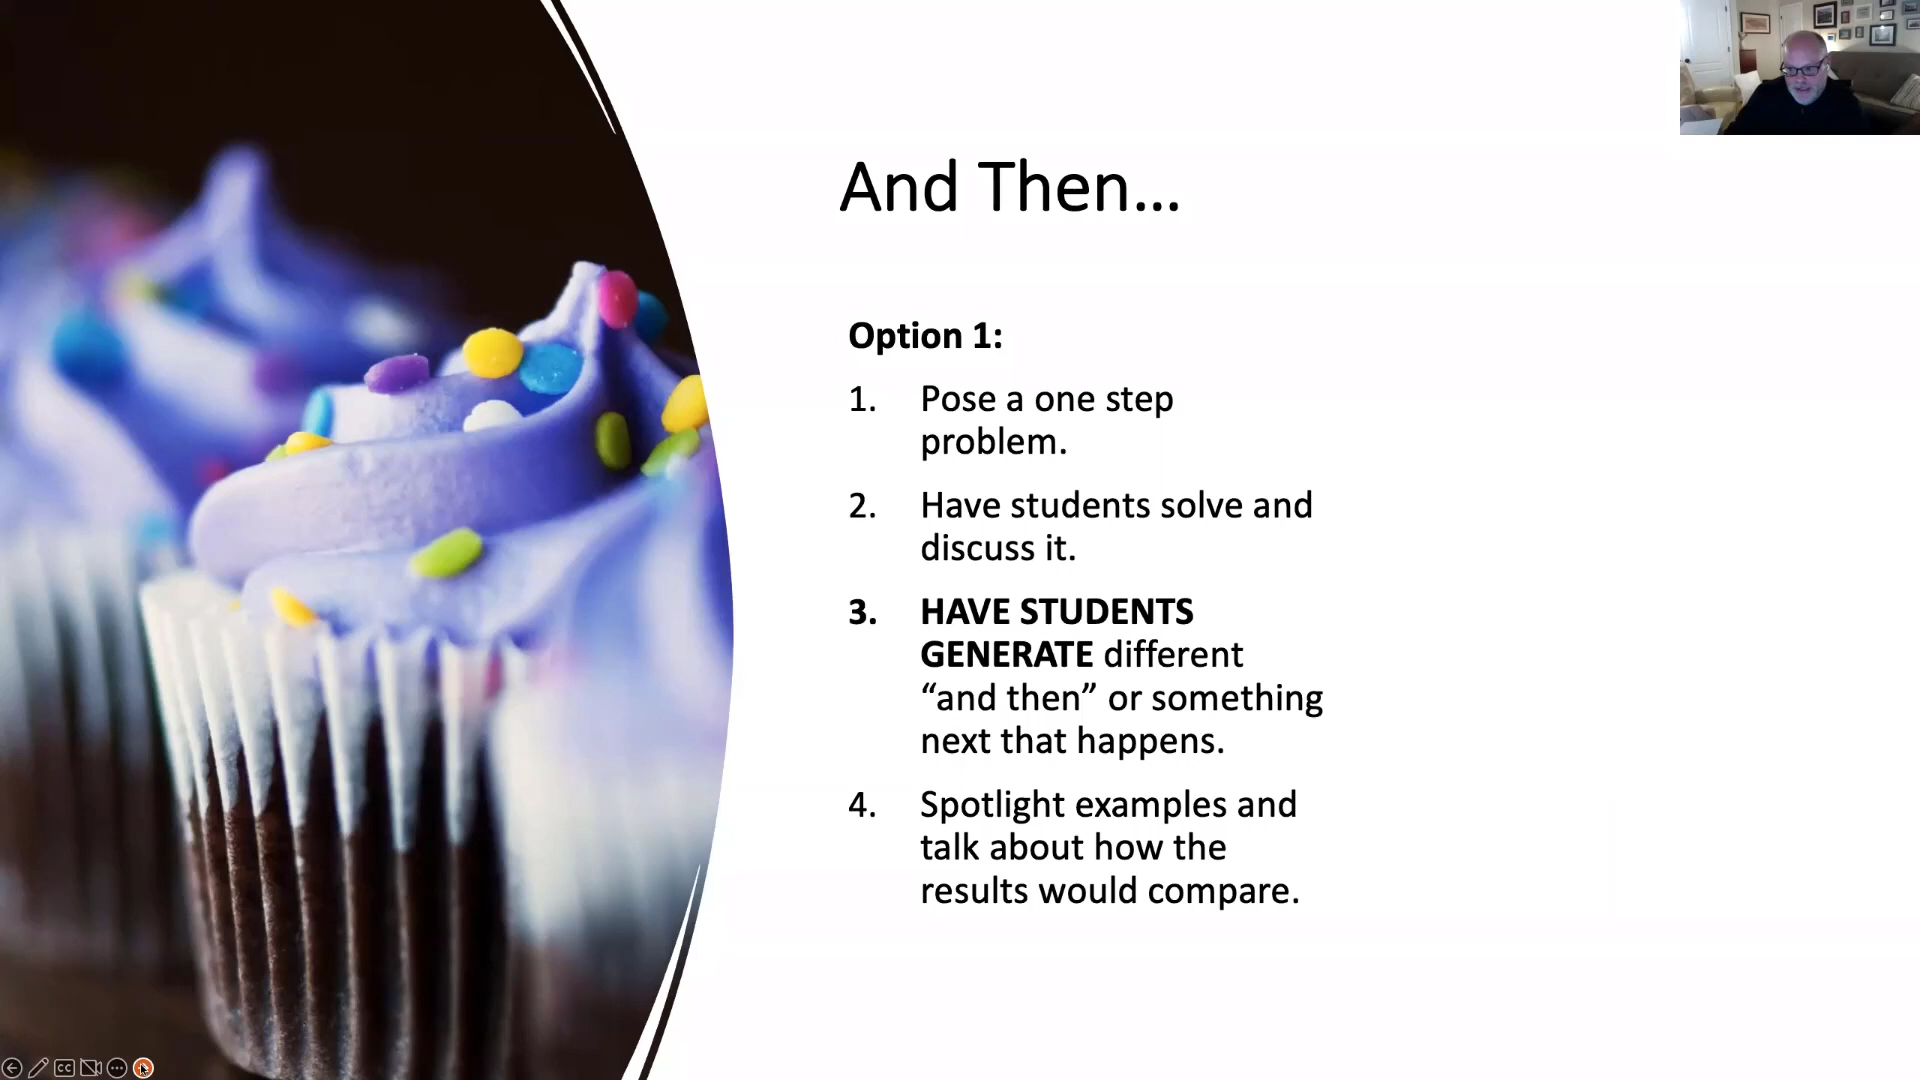 And Then...
Option 1:
1. Pose a one step
problem.
2. Have students solve and
discuss it.
3. HAVE STUDENTS
GENERATE different
“and then” or something
next that happens.
4. Spotlight examples and
talk about how the
results would compare.
CC